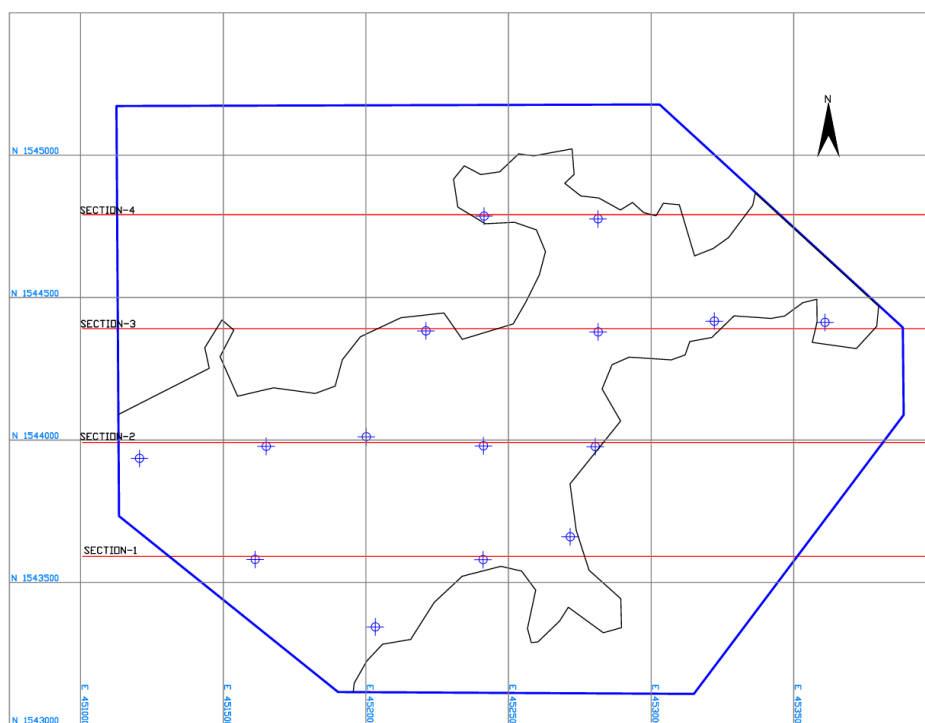 N
N 1545000
SECTION-4
N 1544500
SECTION-3
N 1544000
SECTION-2
SECTION-1
N 1543500
E 45100
E 45150
E 45200
E 45250
E 45300
E 45350
N 1543000